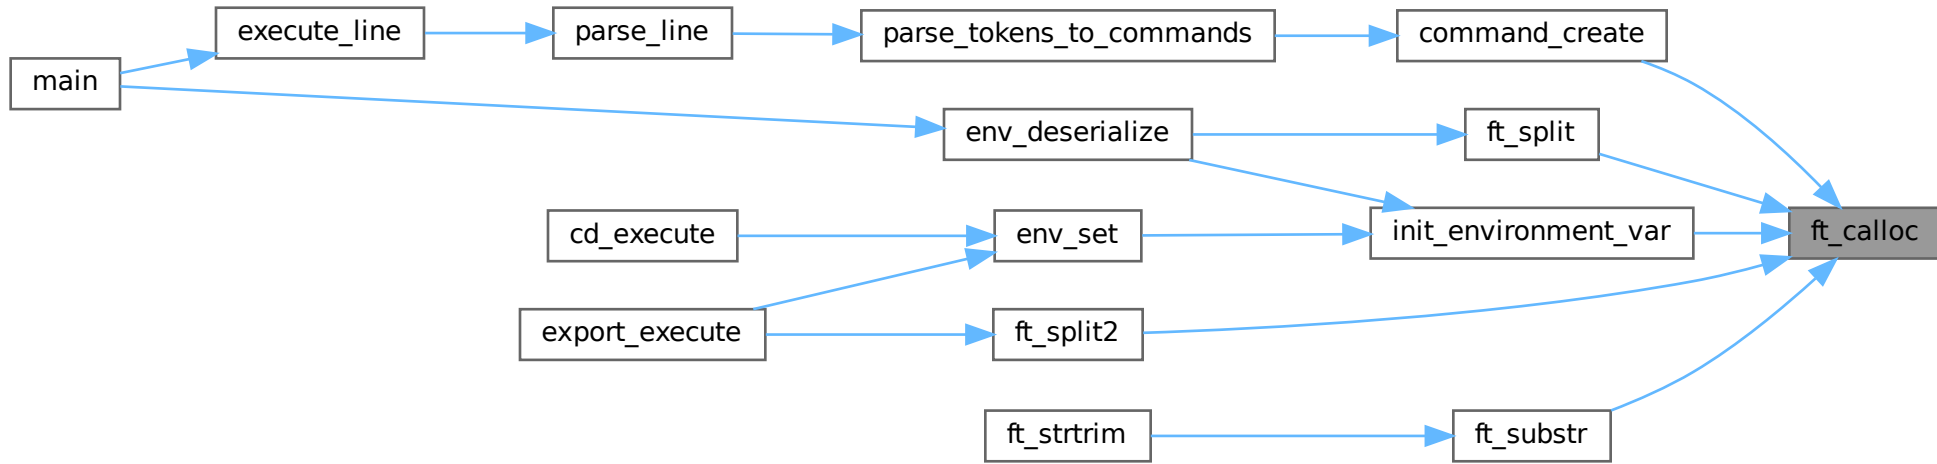 main
execute_line
parse_line
parse_tokens_to_commands
command_create
env_deserialize
ft_split
cd_execute
env_set
init_environment_var
ft_calloc
export_execute
ft_split2
ft_strtrim
ft_substr